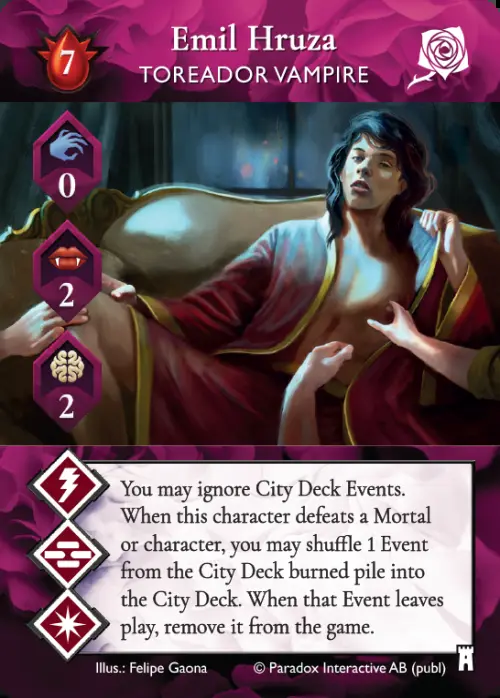 7
Emil Hruza
TOREADOR VAMPIRE
0
2
2
You may ignore City Deck Events.
When this character defeats a Mortal
or character, you may shuffle 1 Event
from the City Deck burned pile into
the City Deck. When that Event leaves
play, remove it from the game.
Illus.: Felipe Gaona © Paradox Interactive AB (publ)